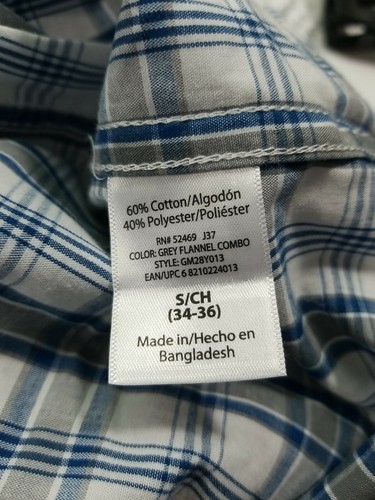 60% Cotton/Algodón
40% Polyester/Poliéster
RN# 52469 J37
COLOR: GREY FLANNEL COMBO
STYLE: GM28Y013
EAN/UPC 6 8210224013
S/CH
(34-36)
Made in/Hecho en
Bangladesh